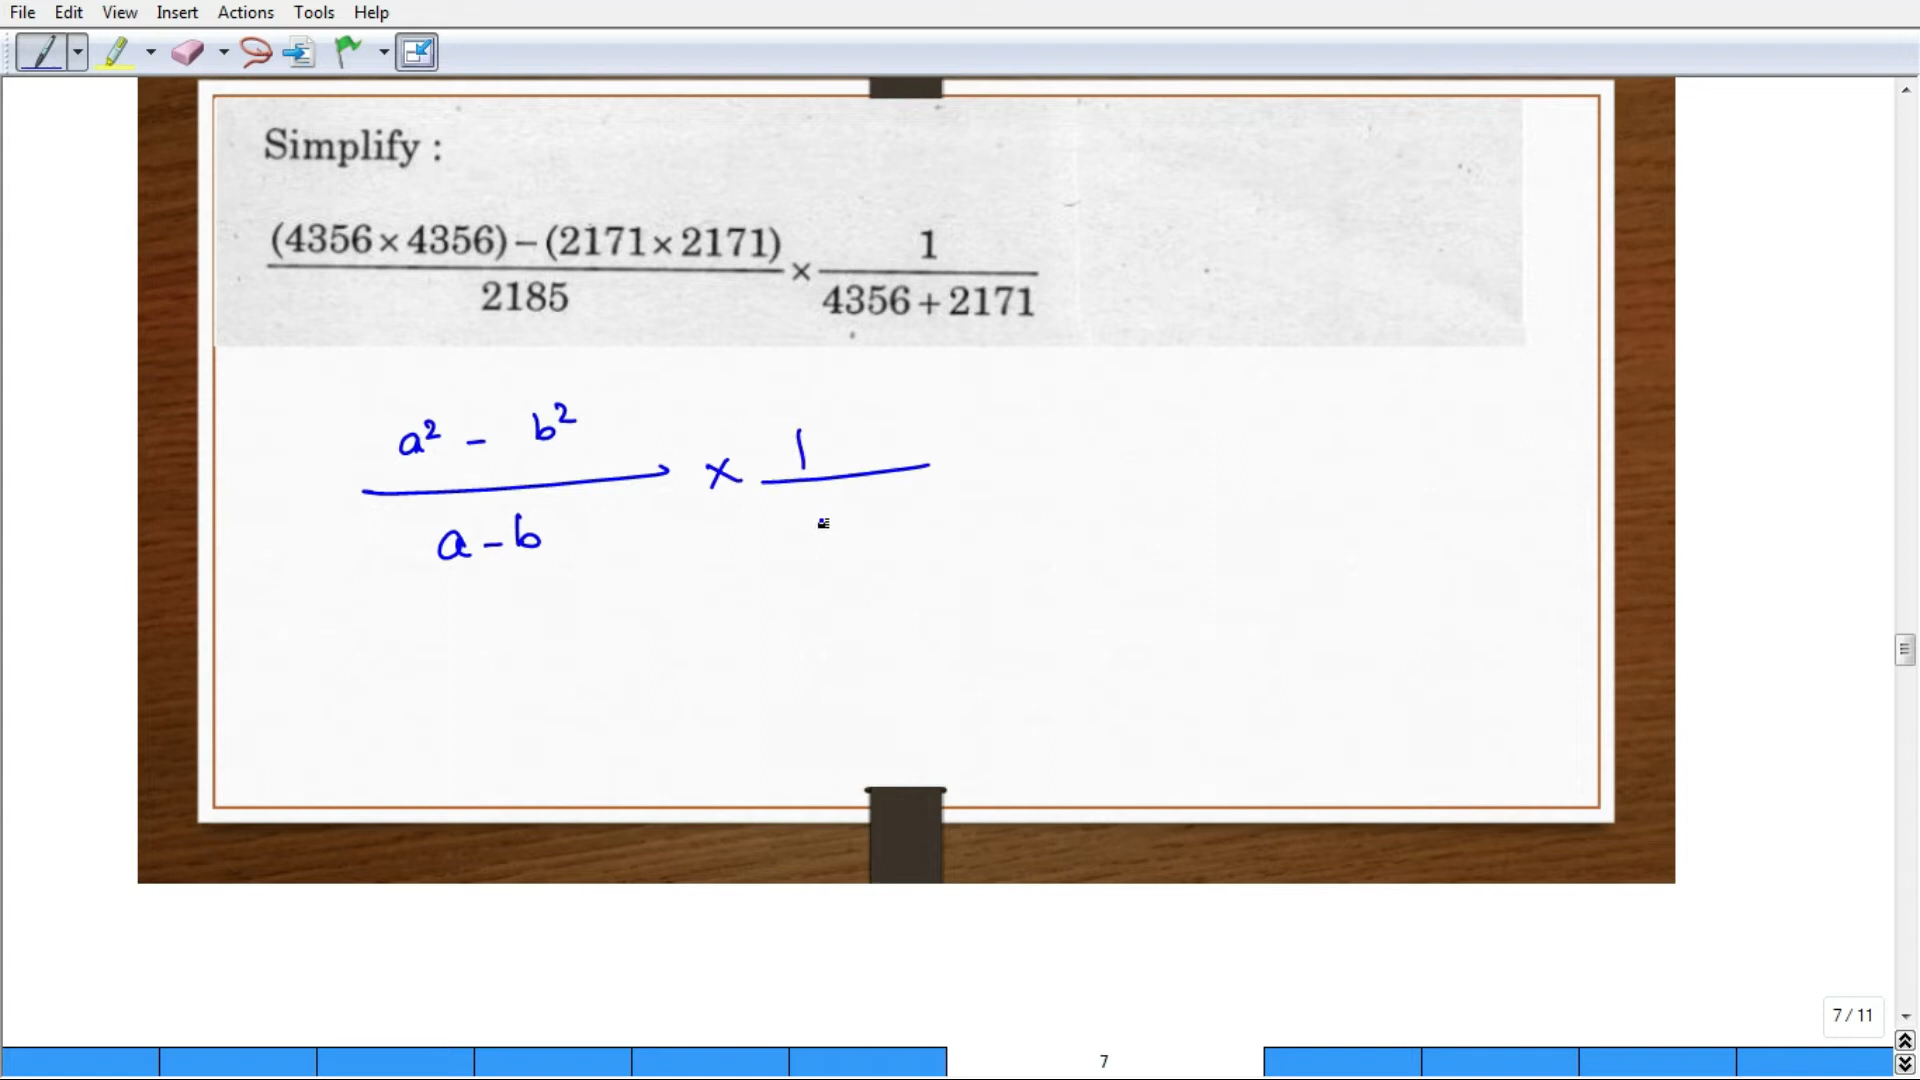 File Edit View Insert Actions Tools Help
Simplify :
(4356×4356)−(2171×2171)
2185
×
1
4356+2171
a² - b²
a - b
×
1
7 / 11
7